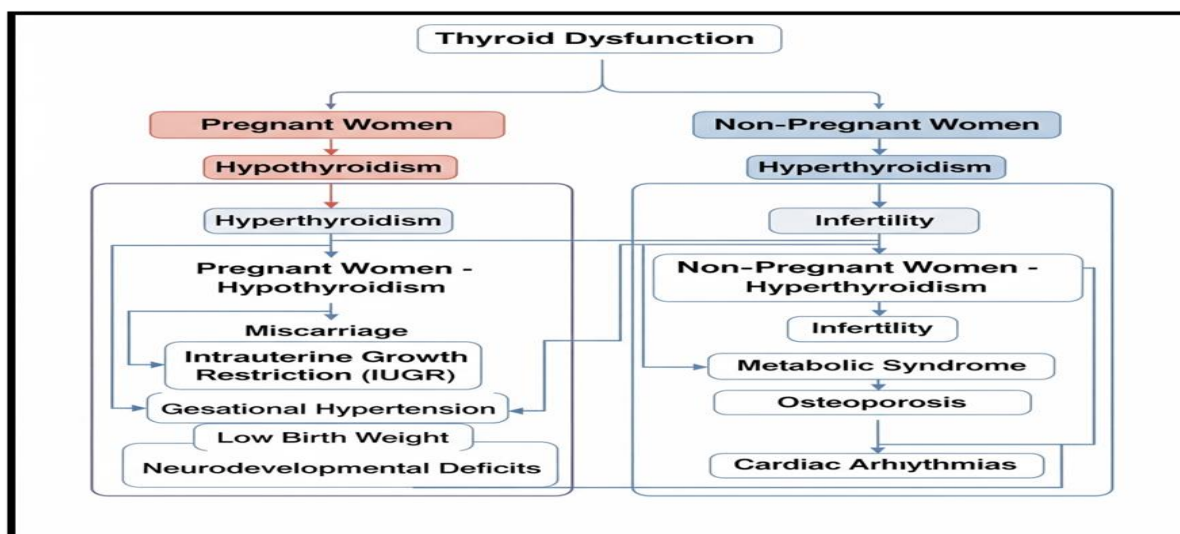 Thyroid Dysfunction
Pregnant Women
Hypothyroidism
Hyperthyroidism
Pregnant Women -
Hypothyroidism
Miscarriage
Intrauterine Growth
Restriction (IUGR)
Gesational Hypertension
Low Birth Weight
Neurodevelopmental Deficits
Non-Pregnant Women
Hyperthyroidism
Infertility
Non-Pregnant Women -
Hyperthyroidism
Infertility
Metabolic Syndrome
Osteoporosis
Cardiac Arhıythmias